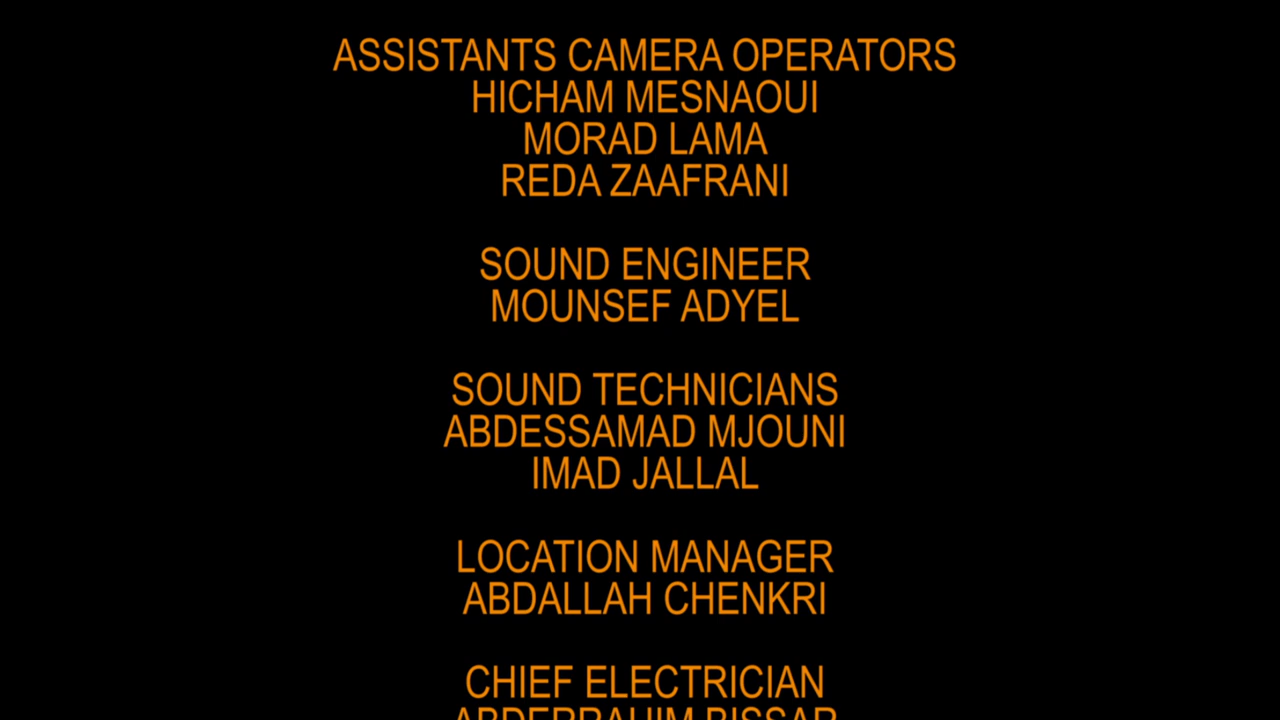 ASSISTANTS CAMERA OPERATORS
HICHAM MESNAOUI
MORAD LAMA
REDA ZAAFRANI
SOUND ENGINEER
MOUNSEF ADYEL
SOUND TECHNICIANS
ABDESSAMAD MJOUNI
IMAD JALLAL
LOCATION MANAGER
ABDALLAH CHENKRI
CHIEF ELECTRICIAN